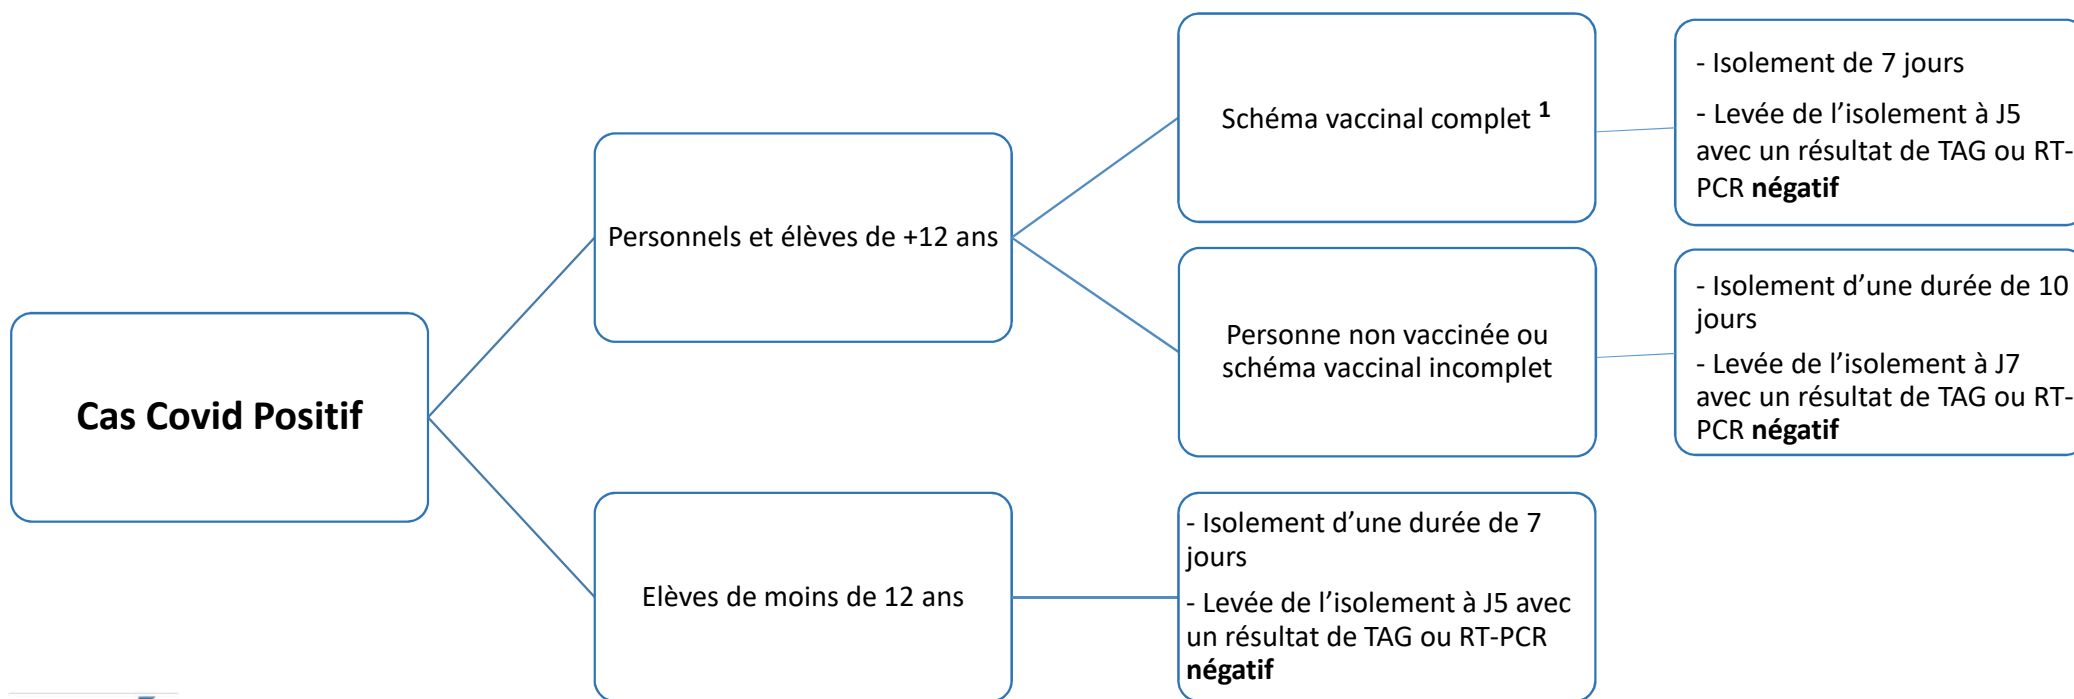 Cas Covid Positif
Personnels et élèves de +12 ans
Schéma vaccinal complet 1
- Isolement de 7 jours
- Levée de l’isolement à J5
avec un résultat de TAG ou RT-
PCR négatif
Personne non vaccinée ou
schéma vaccinal incomplet
- Isolement d’une durée de 10
jours
- Levée de l’isolement à J7
avec un résultat de TAG ou RT-
PCR négatif
Elèves de moins de 12 ans
- Isolement d’une durée de 7
jours
- Levée de l’isolement à J5 avec
un résultat de TAG ou RT-PCR
négatif